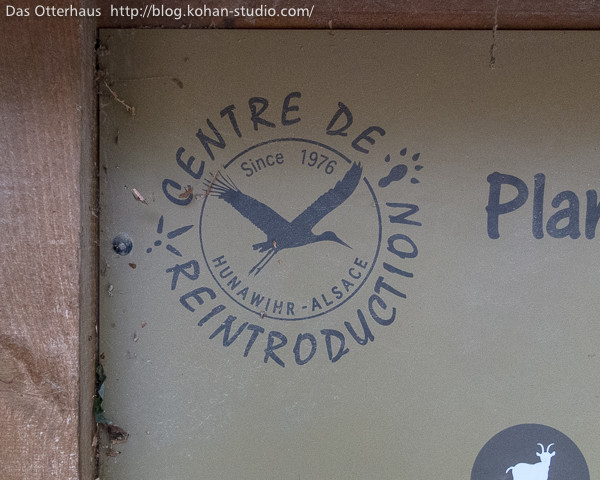 Das Otterhaus http://blog.kohan-studio.com/
CENTRE DE
REINTRODUCTION
Since 1976
HUNAWIHR-ALSACE